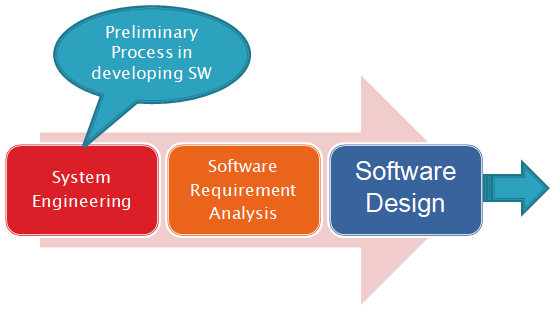 Preliminary
Process in
developing SW
System
Engineering
Software
Requirement
Analysis
Software
Design